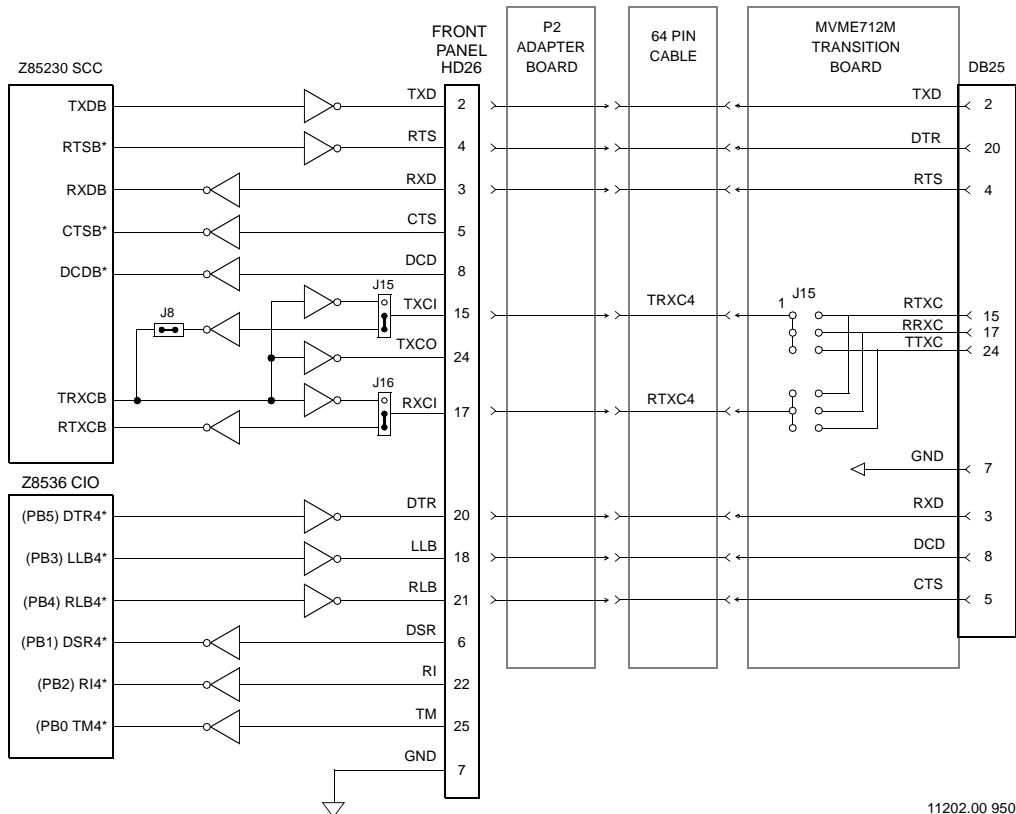 FRONT
PANEL
HD26
P2
ADAPTER
BOARD
64 PIN
CABLE
MVME712M
TRANSITION
BOARD
DB25
Z85230 SCC
TXDB TXD 2 TXD 2
RTSB* RTS 4 DTR 20
RXDB RXD 3 RTS 4
CTSB* CTS 5
DCDB* DCD 8
J15
J8 TXCI 15 TRXC4 1 J15 RTXC 15
RRXC 17
TXCO 24 TTXC 24
J16
TRXCB RXCI 17 RTXC4
RTXCB
GND 7
Z8536 CIO
(PB5) DTR4* DTR 20 RXD 3
(PB3) LLB4* LLB 18 DCD 8
(PB4) RLB4* RLB 21 CTS 5
(PB1) DSR4* DSR 6
(PB2) RI4* RI 22
(PB0 TM4* TM 25
GND 7
11202.00 950